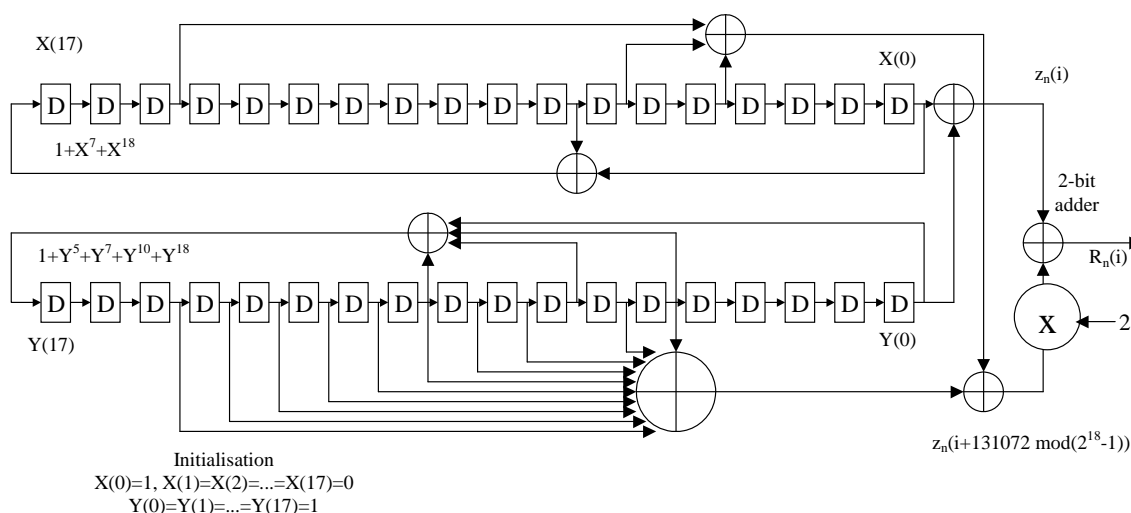 X(17)
X(0)
z_n(i)
D D D D D D D D D D D D D D D D D D
1+X^7+X^18
2-bit
adder
1+Y^5+Y^7+Y^10+Y^18
R_n(i)
D D D D D D D D D D D D D D D D D D
X
2
Y(17)
Y(0)
z_n(i+131072 mod(2^18-1))
Initialisation
X(0)=1, X(1)=X(2)=...=X(17)=0
Y(0)=Y(1)=...=Y(17)=1